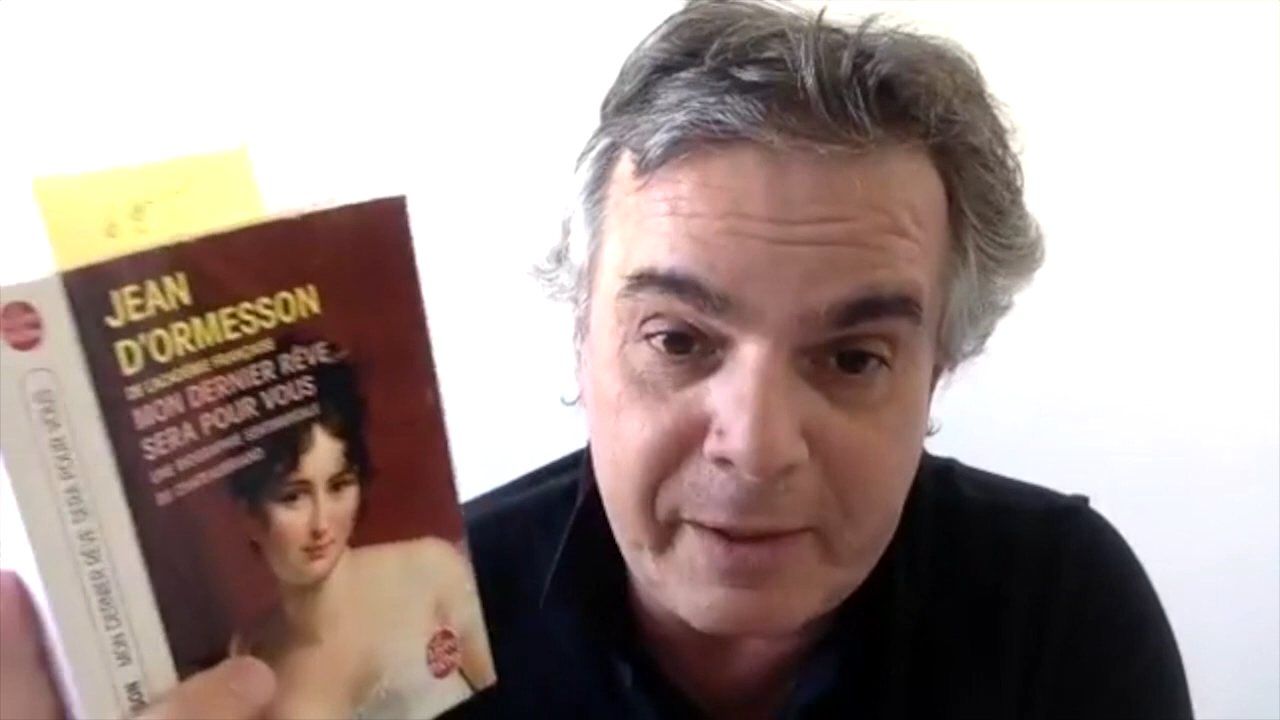 JEAN
D'ORMESSON
DE L'ACADÉMIE FRANÇAISE
MON DERNIER RÊVE
SERA POUR VOUS
UNE BIOGRAPHIE SENTIMENTALE
DE CHATEAUBRIAND
MON DERNIER RÊVE SERA POUR VOUS